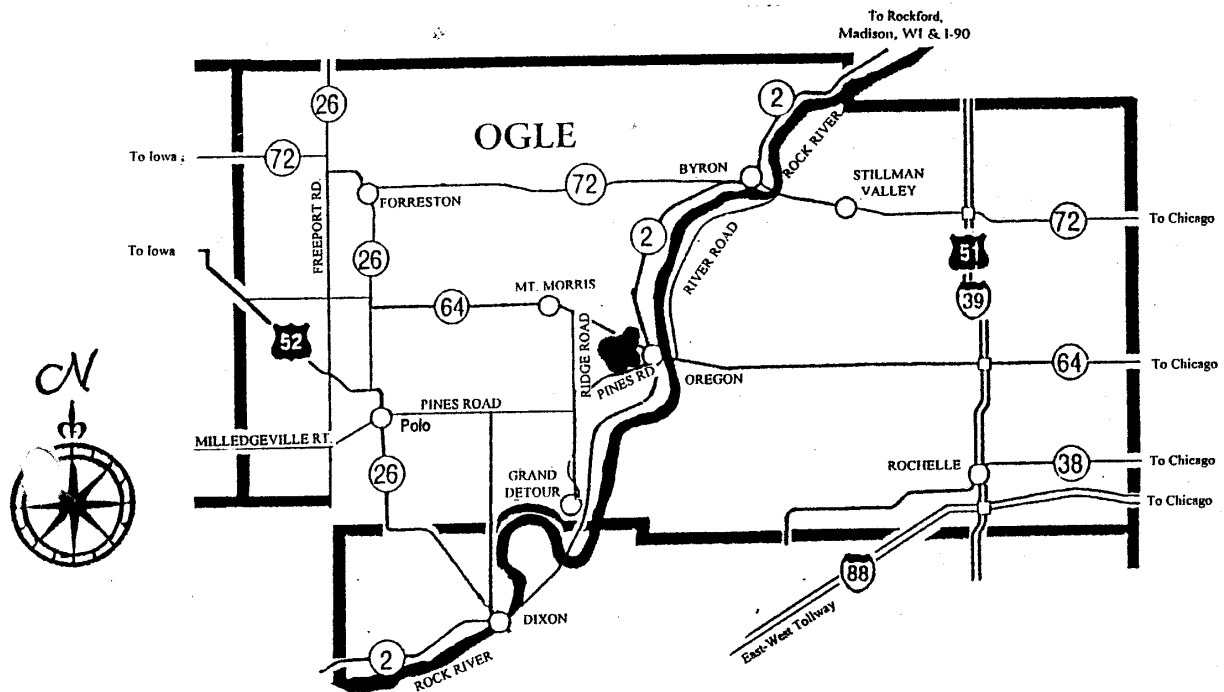 To Rockford,
Madison, WI & I-90
26
2
OGLE
ROCK RIVER
To Iowa
72
72
BYRON
STILLMAN
VALLEY
FORRESTON
FREEPORT RD.
72
To Chicago
To Iowa
26
2
RIVER ROAD
51
39
MT. MORRIS
64
52
RIDGE ROAD
PINES RD
OREGON
64
To Chicago
N
PINES ROAD
Polo
MILLEDGEVILLE RT.
26
GRAND
DETOUR
ROCHELLE
38
To Chicago
To Chicago
88
East-West Tollway
DIXON
2
ROCK RIVER